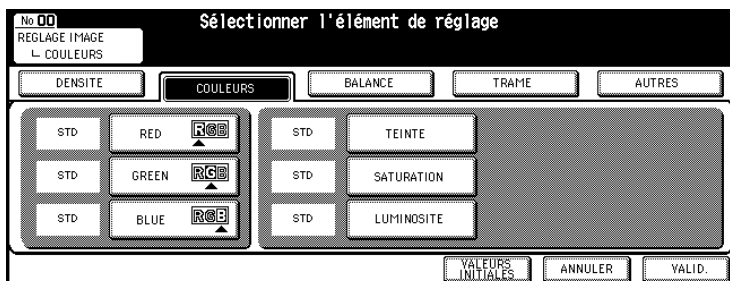 No 00
Sélectionner l'élément de réglage
REGLAGE IMAGE
COULEURS
DENSITE
COULEURS
BALANCE
TRAME
AUTRES
STD RED RGB STD TEINTE
STD GREEN RGB STD SATURATION
STD BLUE RGB STD LUMINOSITE
VALEURS
INITIALES
ANNULER
VALID.